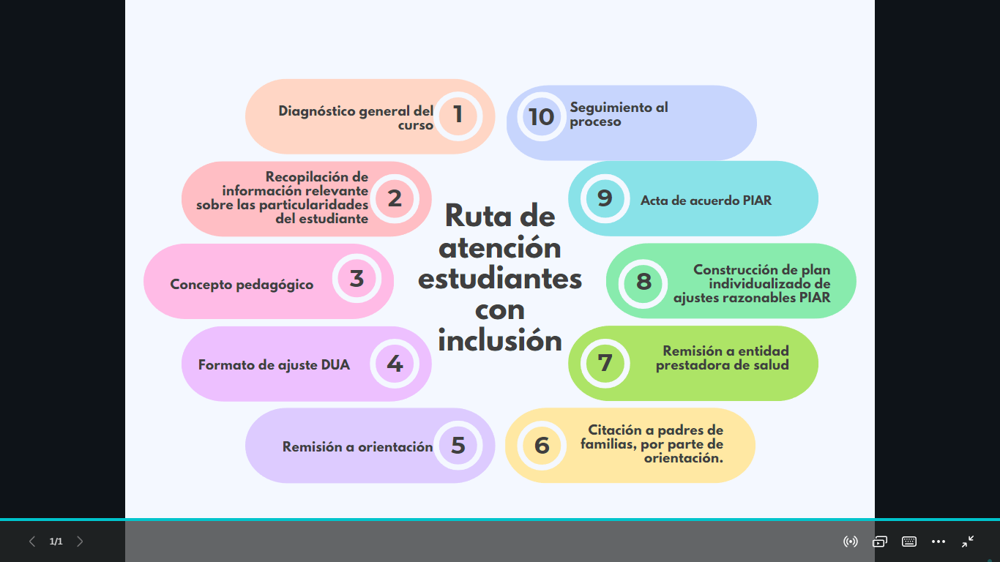 Ruta de
atención
estudiantes
con
inclusión
Diagnóstico general del
curso
1
Recopilación de
información relevante
sobre las particularidades
del estudiante
2
Concepto pedagógico
3
Formato de ajuste DUA
4
Remisión a orientación
5
6
Citación a padres de
familias, por parte de
orientación.
7
Remisión a entidad
prestadora de salud
8
Construcción de plan
individualizado de
ajustes razonables PIAR
9
Acta de acuerdo PIAR
10
Seguimiento al
proceso
1/1